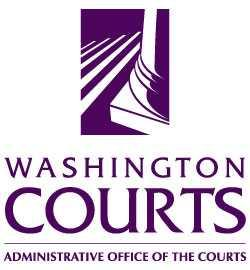 WASHINGTON
COURTS
ADMINISTRATIVE OFFICE OF THE COURTS